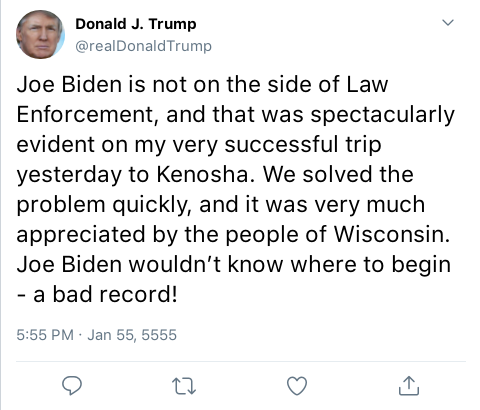 Donald J. Trump
@realDonaldTrump
Joe Biden is not on the side of Law
Enforcement, and that was spectacularly
evident on my very successful trip
yesterday to Kenosha. We solved the
problem quickly, and it was very much
appreciated by the people of Wisconsin.
Joe Biden wouldn’t know where to begin
- a bad record!
5:55 PM · Jan 55, 5555